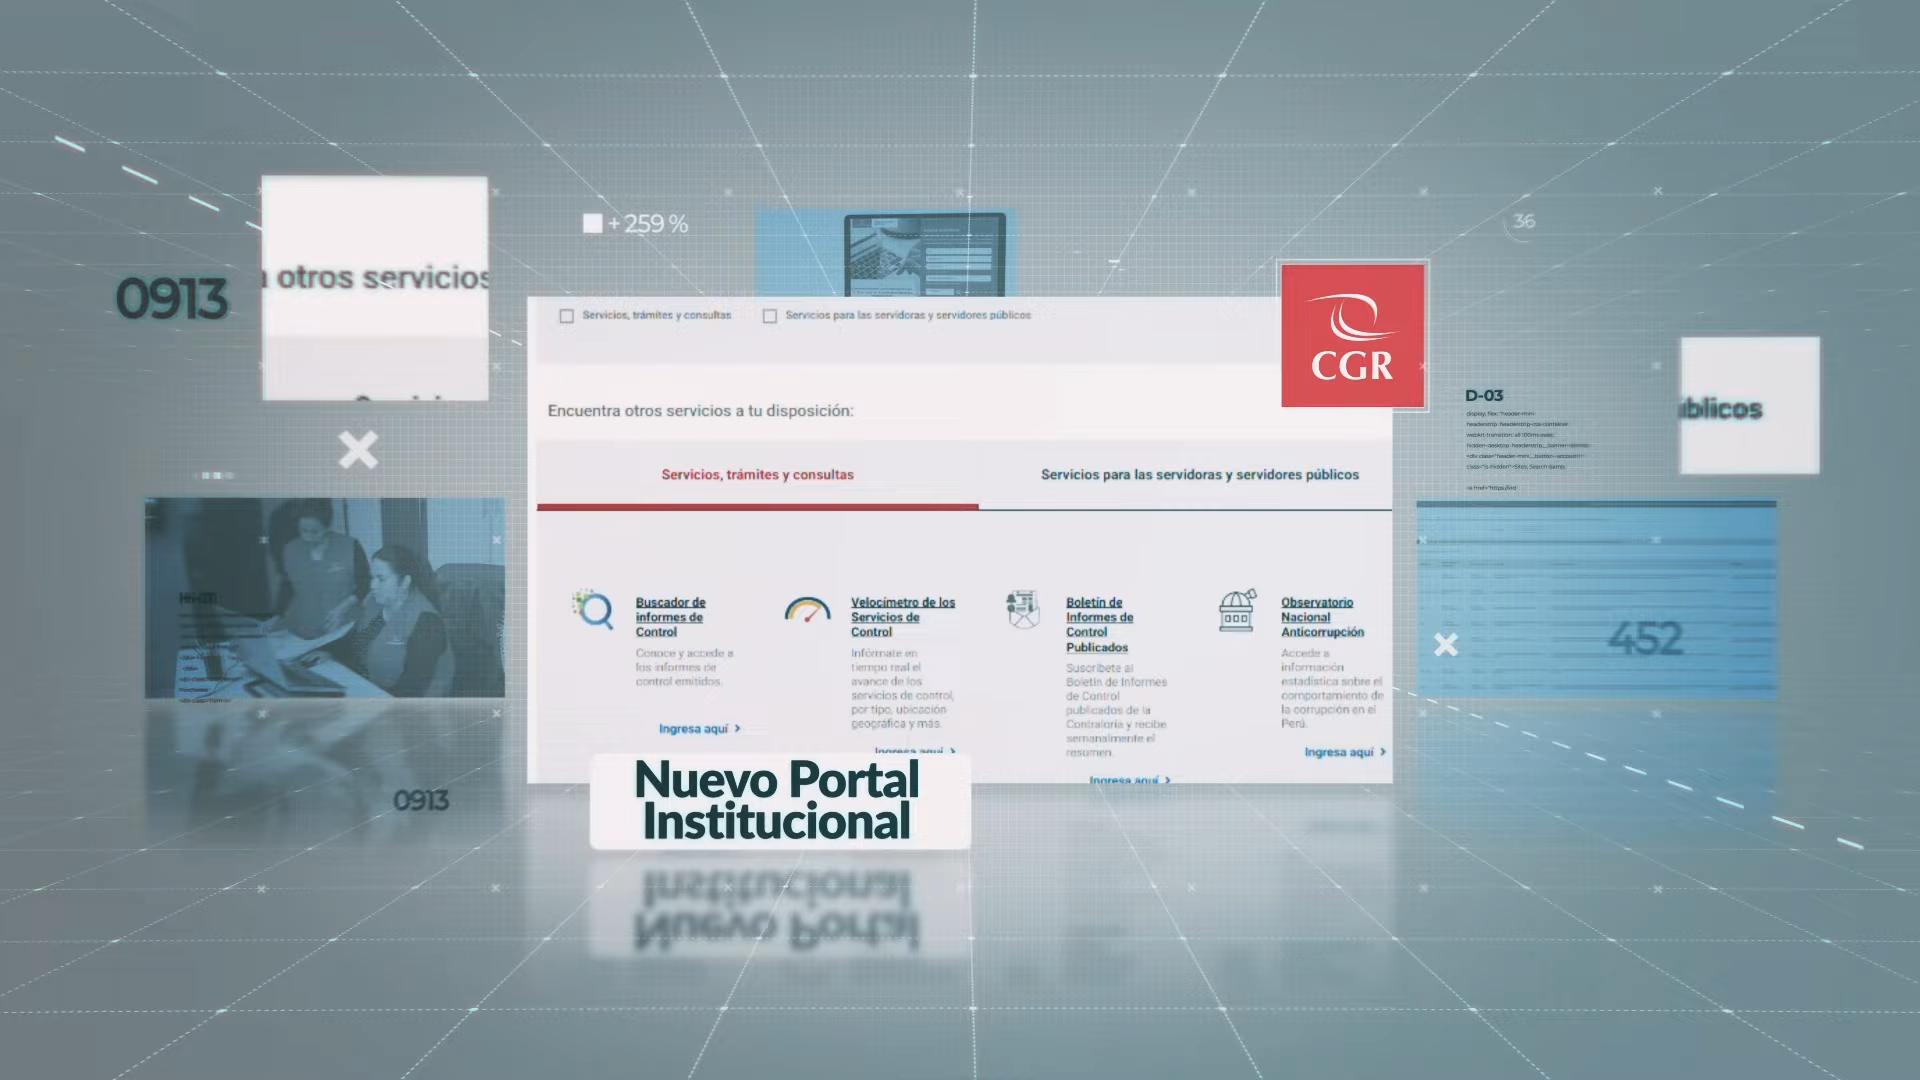 + 259 %
36
otros servicios
0913
Servicios, trámites y consultas
Servicios para las servidoras y servidores públicos
CGR
Encuentra otros servicios a tu disposición:
D-03
úblicos
Servicios, trámites y consultas
Servicios para las servidoras y servidores públicos
Buscador de
informes de
Control
Conoce y accede a
los informes de
control emitidos.
Ingresa aquí >
Velocímetro de los
Servicios de
Control
Infórmate en
tiempo real el
avance de los
servicios de control,
por tipo, ubicación
geográfica y más.
Ingresa aquí >
Boletín de
Informes de
Control
Publicados
Suscríbete al
Boletín de Informes
de Control
publicados de la
Contraloría y recibe
semanalmente el
resumen.
Ingresa aquí >
Observatorio
Nacional
Anticorrupción
Accede a
información
estadística sobre el
comportamiento de
la corrupción en el
Perú.
Ingresa aquí >
452
Nuevo Portal
Institucional
0913